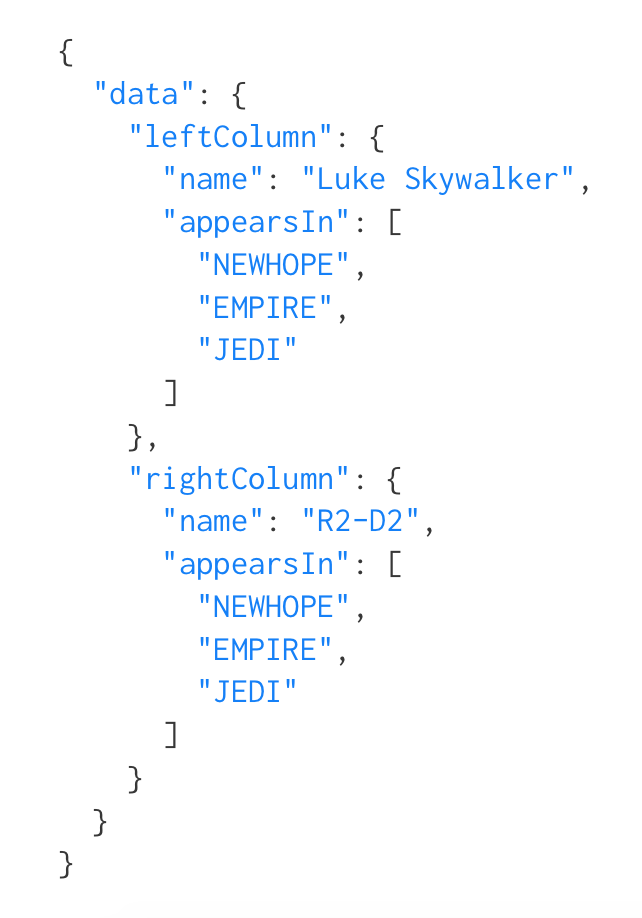 {
  "data": {
    "leftColumn": {
      "name": "Luke Skywalker",
      "appearsIn": [
        "NEWHOPE",
        "EMPIRE",
        "JEDI"
      ]
    },
    "rightColumn": {
      "name": "R2-D2",
      "appearsIn": [
        "NEWHOPE",
        "EMPIRE",
        "JEDI"
      ]
    }
  }
}